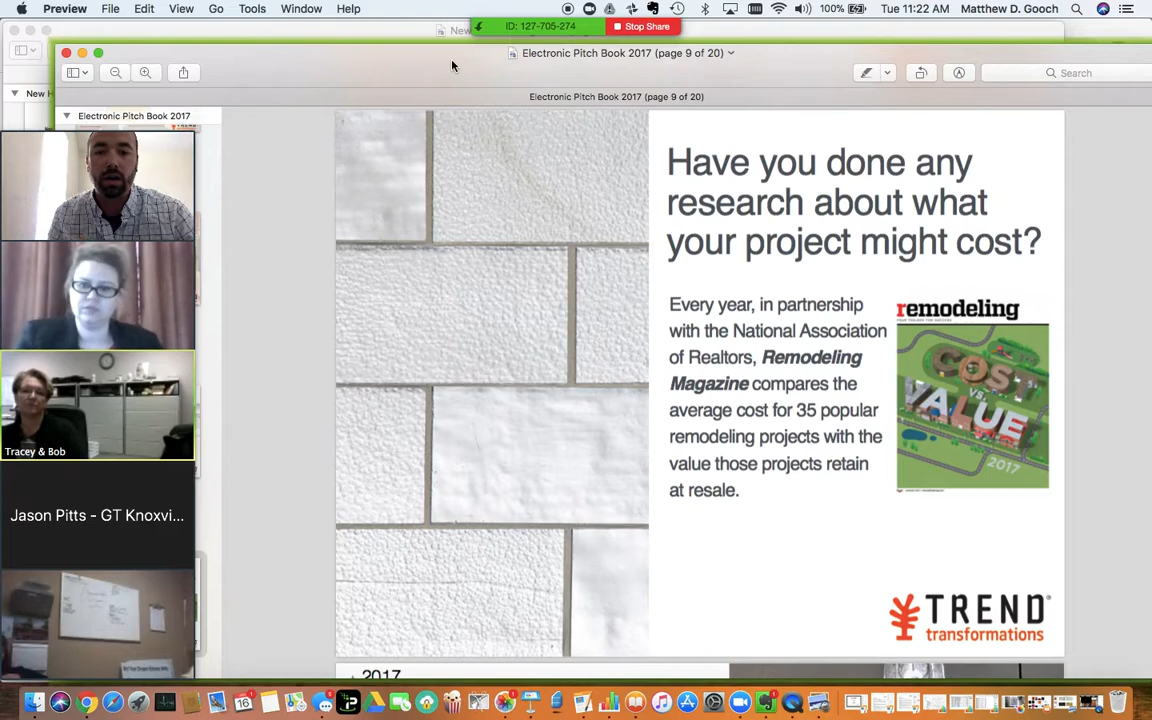 Preview File Edit View Go Tools Window Help
100% Tue 11:22 AM Matthew D. Gooch
ID: 127-705-274 Stop Share
New
Electronic Pitch Book 2017 (page 9 of 20)
Search
New H
Electronic Pitch Book 2017 (page 9 of 20)
Electronic Pitch Book 2017
TREND
Tracey & Bob
Jason Pitts - GT Knoxvi...
Have you done any
research about what
your project might cost?
Every year, in partnership
with the National Association
of Realtors, Remodeling
Magazine compares the
average cost for 35 popular
remodeling projects with the
value those projects retain
at resale.
remodeling
COST
VS.
VALUE
2017
TREND®
transformations
2017
16